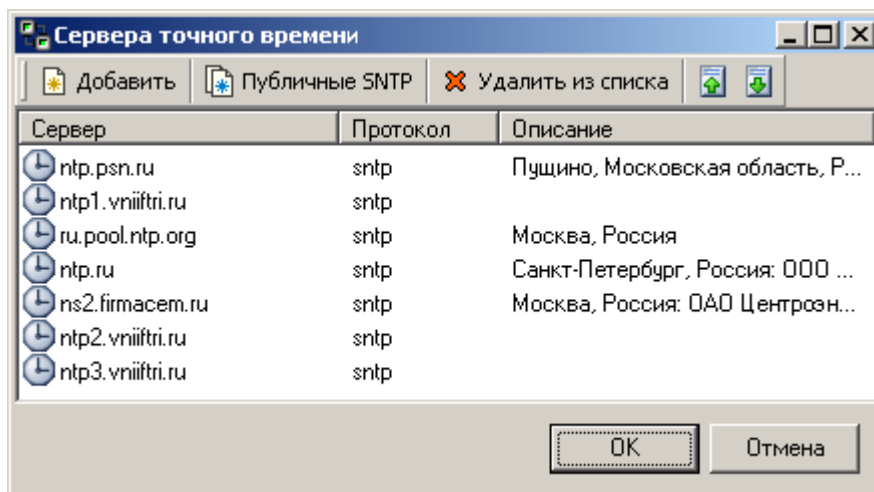 Сервера точного времени
Добавить Публичные SNTP Удалить из списка
Сервер Протокол Описание
ntp.psn.ru sntp Пущино, Московская область, Р...
ntp1.vniiftri.ru sntp
ru.pool.ntp.org sntp Москва, Россия
ntp.ru sntp Санкт-Петербург, Россия: ООО ...
ns2.firmacem.ru sntp Москва, Россия: ОАО Центроэн...
ntp2.vniiftri.ru sntp
ntp3.vniiftri.ru sntp
OK Отмена